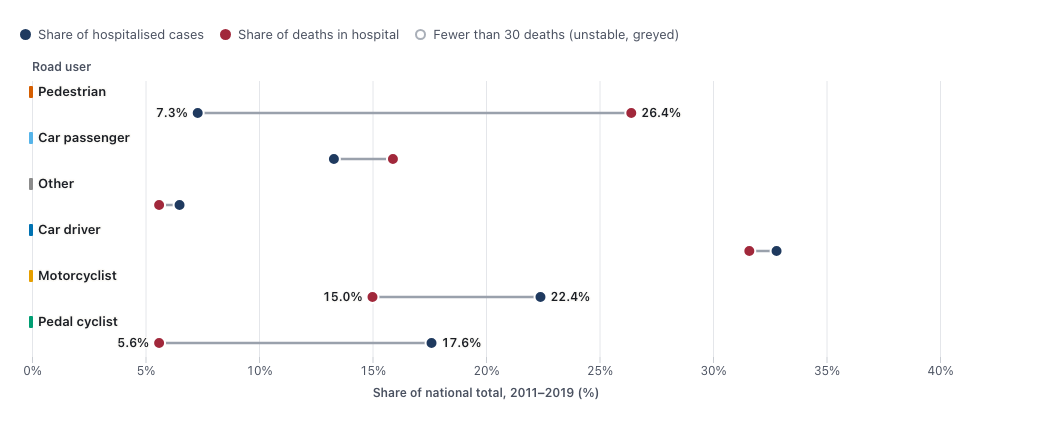 Share of hospitalised cases Share of deaths in hospital Fewer than 30 deaths (unstable, greyed)
Road user
Pedestrian
7.3% 26.4%
Car passenger
Other
Car driver
Motorcyclist
15.0% 22.4%
Pedal cyclist
5.6% 17.6%
0% 5% 10% 15% 20% 25% 30% 35% 40%
Share of national total, 2011–2019 (%)